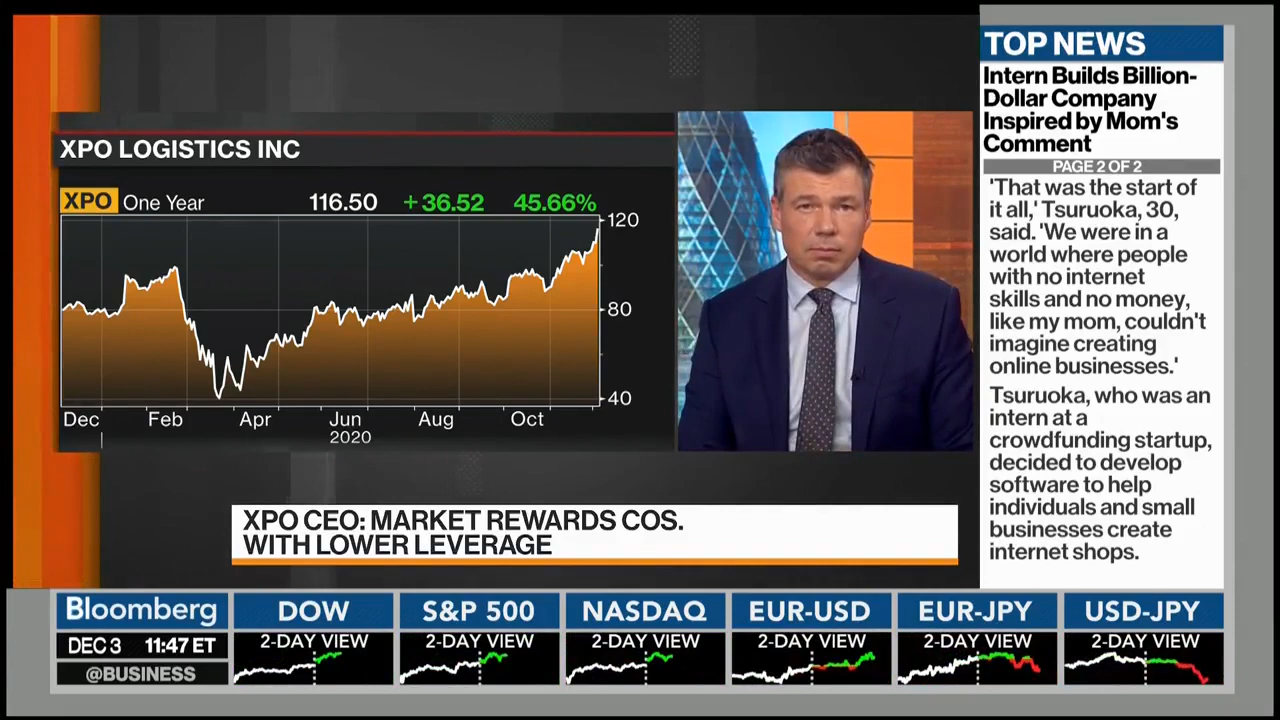 XPO LOGISTICS INC
XPO One Year 116.50 +36.52 45.66%
120
80
40
Dec Feb Apr Jun Aug Oct
2020
XPO CEO: MARKET REWARDS COS.
WITH LOWER LEVERAGE
TOP NEWS
Intern Builds Billion-
Dollar Company
Inspired by Mom's
Comment
PAGE 2 OF 2
'That was the start of
it all,' Tsuruoka, 30,
said. 'We were in a
world where people
with no internet
skills and no money,
like my mom, couldn't
imagine creating
online businesses.'
Tsuruoka, who was an
intern at a
crowdfunding startup,
decided to develop
software to help
individuals and small
businesses create
internet shops.
Bloomberg
DEC 3 11:47 ET
@BUSINESS
DOW
2-DAY VIEW
S&P 500
2-DAY VIEW
NASDAQ
2-DAY VIEW
EUR-USD
2-DAY VIEW
EUR-JPY
2-DAY VIEW
USD-JPY
2-DAY VIEW